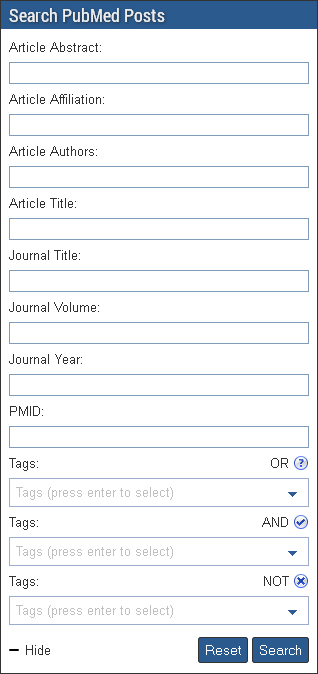 Search PubMed Posts
Article Abstract:
Article Affiliation:
Article Authors:
Article Title:
Journal Title:
Journal Volume:
Journal Year:
PMID:
Tags: OR ?
Tags (press enter to select)
Tags: AND
Tags (press enter to select)
Tags: NOT
Tags (press enter to select)
Hide Reset Search